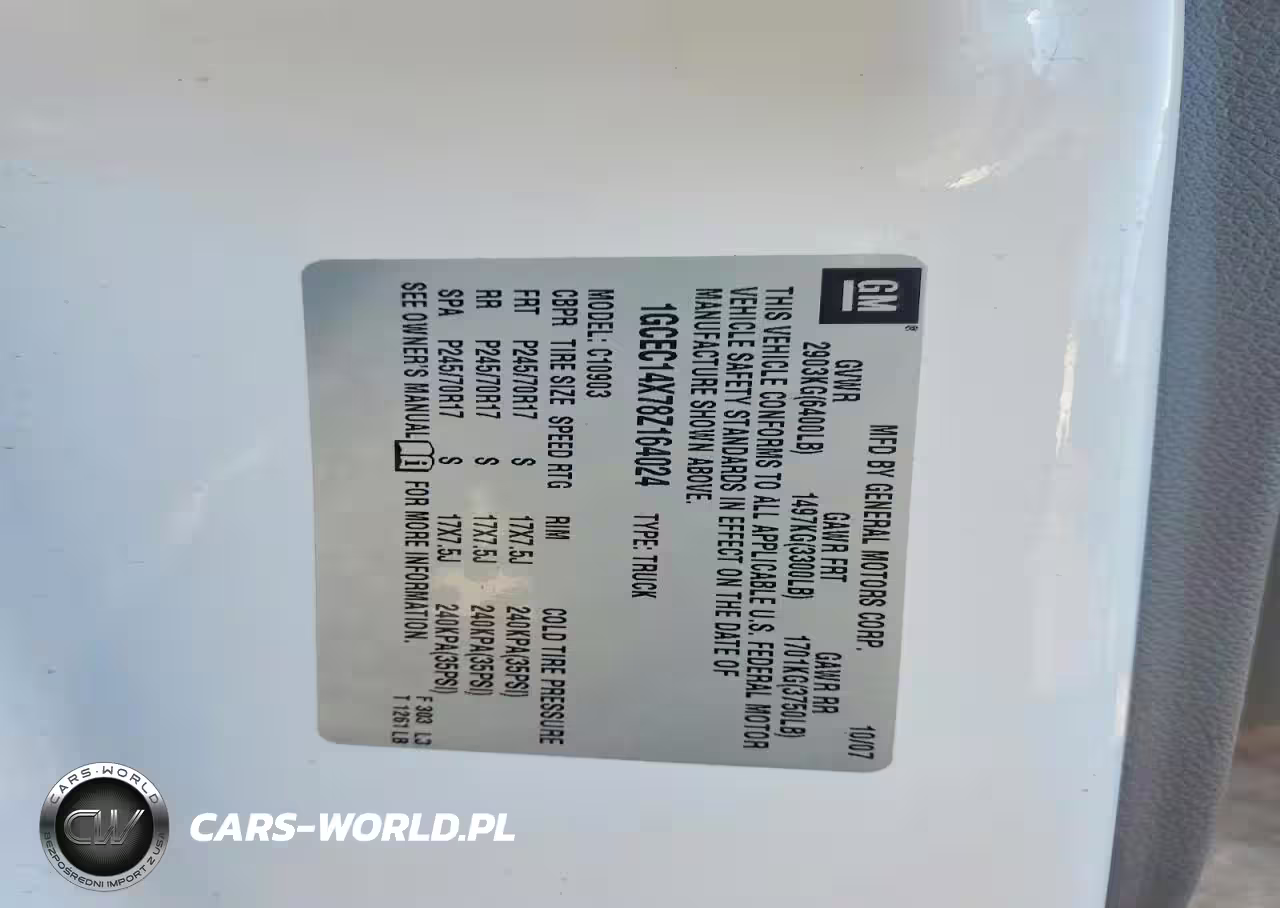 GM
MFD BY GENERAL MOTORS CORP. 10/07
GVWR GAWR FRT GAWR RR
2903KG(6400LB) 1497KG(3300LB) 1701KG(3750LB)
THIS VEHICLE CONFORMS TO ALL APPLICABLE U.S. FEDERAL MOTOR
VEHICLE SAFETY STANDARDS IN EFFECT ON THE DATE OF
MANUFACTURE SHOWN ABOVE.
1GCEC14X78Z164024 TYPE: TRUCK
MODEL: C10903
CBPR TIRE SIZE SPEED RTG RIM COLD TIRE PRESSURE
FRT P245/70R17 S 17X7.5J 240KPA(35PSI)
RR P245/70R17 S 17X7.5J 240KPA(35PSI)
SPA P245/70R17 S 17X7.5J 240KPA(35PSI)
SEE OWNER'S MANUAL FOR MORE INFORMATION.
F 303 L3
T 1261 LB
CARS-WORLD
CW
BEZPOŚREDNI IMPORT Z USA
CARS-WORLD.PL